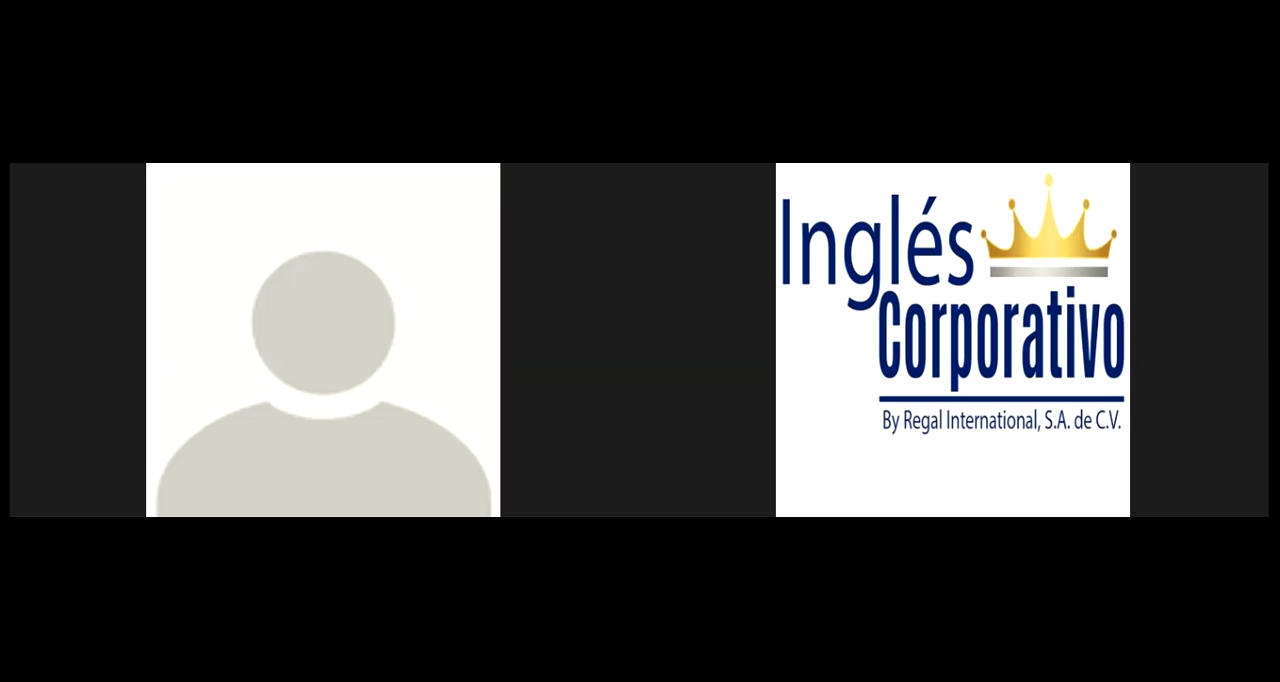 Inglés
Corporativo
By Regal International, S.A. de C.V.